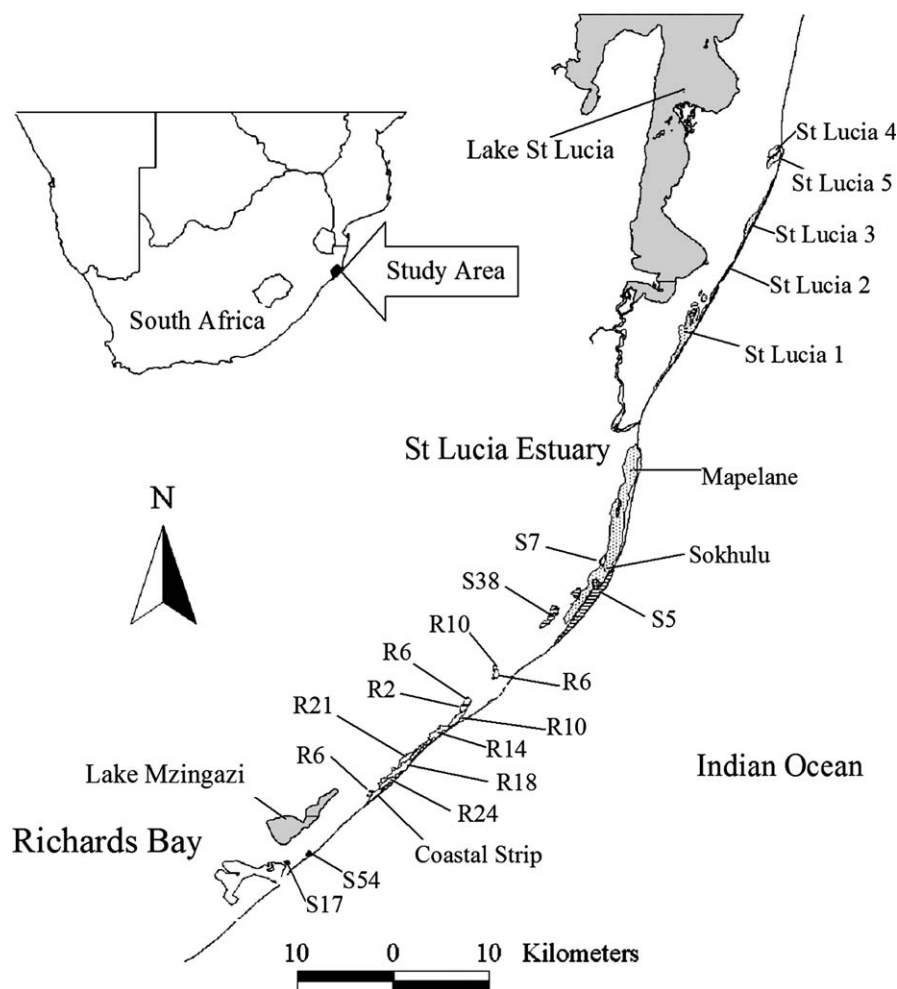 St Lucia 4
Lake St Lucia
St Lucia 5
St Lucia 3
Study Area
St Lucia 2
South Africa
St Lucia 1
St Lucia Estuary
Mapelane
N
S7
Sokhulu
S38
S5
R10
R6
R6
R2
R21
R10
R14
R6
Lake Mzingazi
R18
Indian Ocean
R24
Richards Bay
Coastal Strip
S54
S17
10 0 10 Kilometers